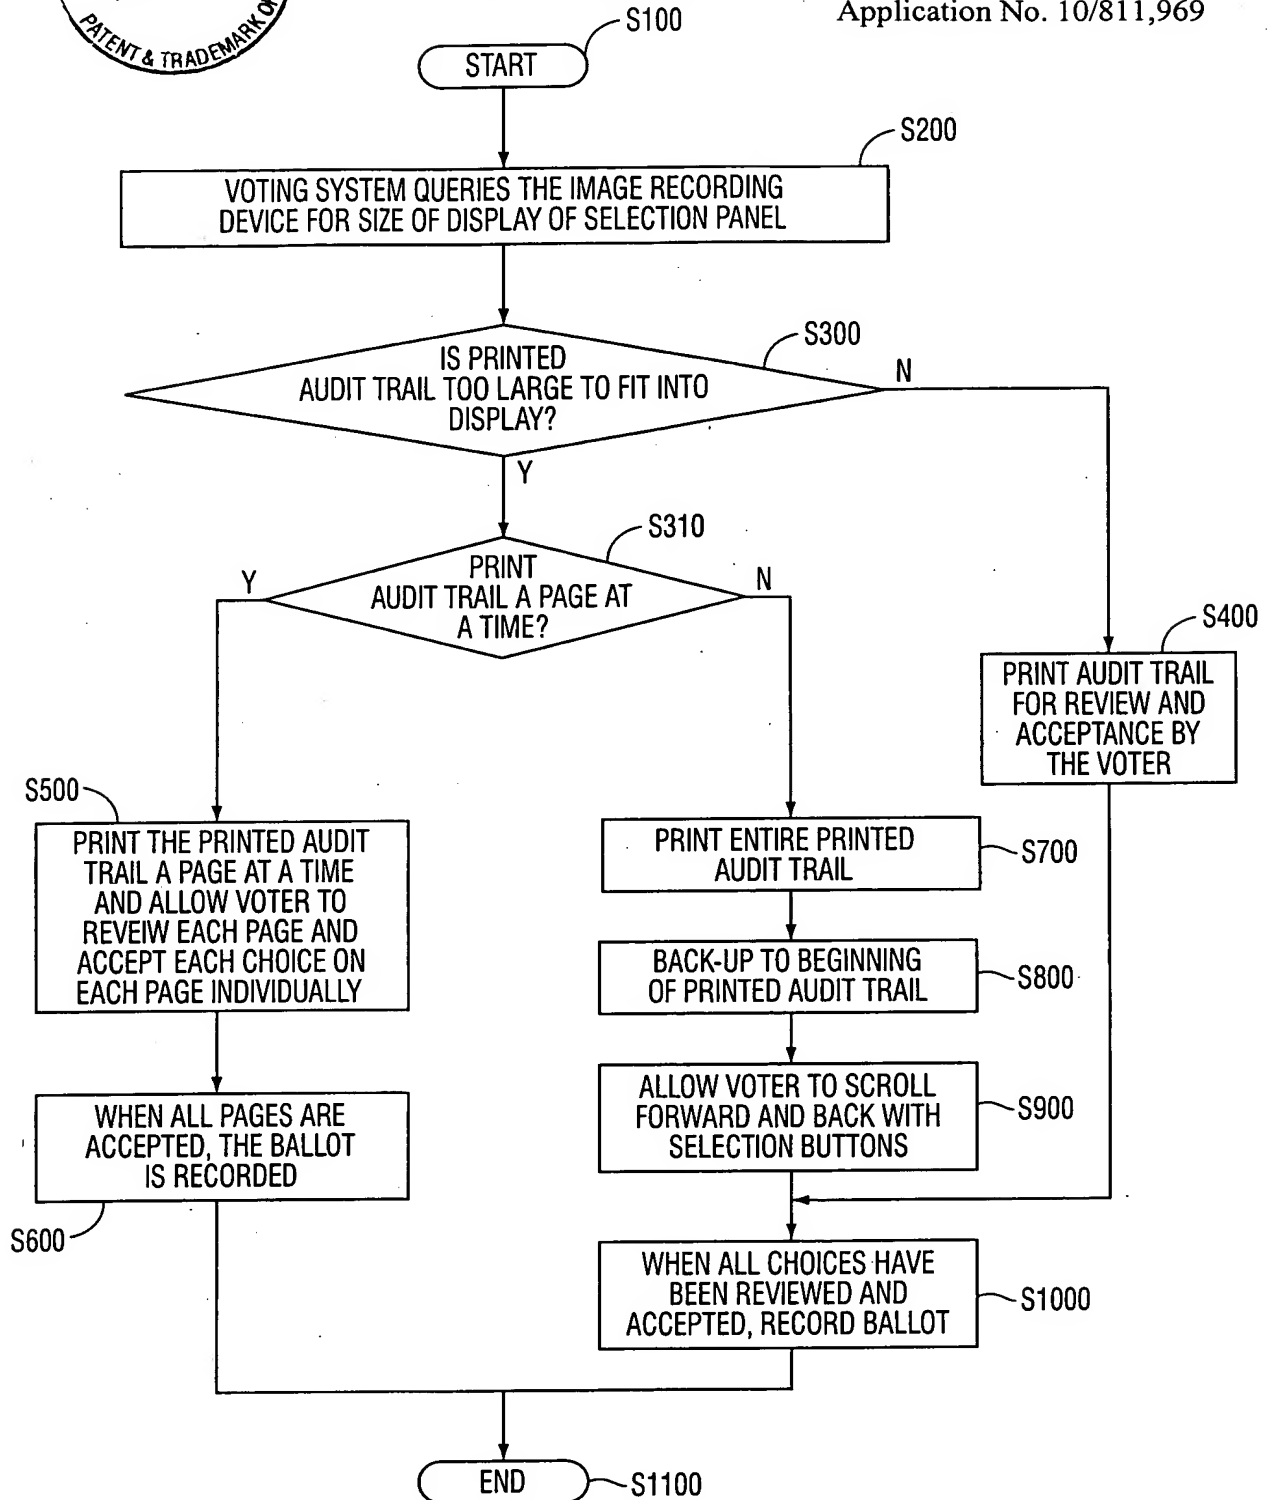 Application No. 10/811,969
PATENT & TRADEMARK
S100
START
S200
VOTING SYSTEM QUERIES THE IMAGE RECORDING
DEVICE FOR SIZE OF DISPLAY OF SELECTION PANEL
S300
IS PRINTED
AUDIT TRAIL TOO LARGE TO FIT INTO
DISPLAY?
N
Y
S310
PRINT
AUDIT TRAIL A PAGE AT
A TIME?
Y
N
S400
PRINT AUDIT TRAIL
FOR REVIEW AND
ACCEPTANCE BY
THE VOTER
S500
PRINT THE PRINTED AUDIT
TRAIL A PAGE AT A TIME
AND ALLOW VOTER TO
REVEIW EACH PAGE AND
ACCEPT EACH CHOICE ON
EACH PAGE INDIVIDUALLY
PRINT ENTIRE PRINTED
AUDIT TRAIL
S700
BACK-UP TO BEGINNING
OF PRINTED AUDIT TRAIL
S800
ALLOW VOTER TO SCROLL
FORWARD AND BACK WITH
SELECTION BUTTONS
S900
WHEN ALL PAGES ARE
ACCEPTED, THE BALLOT
IS RECORDED
S600
WHEN ALL CHOICES HAVE
BEEN REVIEWED AND
ACCEPTED, RECORD BALLOT
S1000
END
S1100